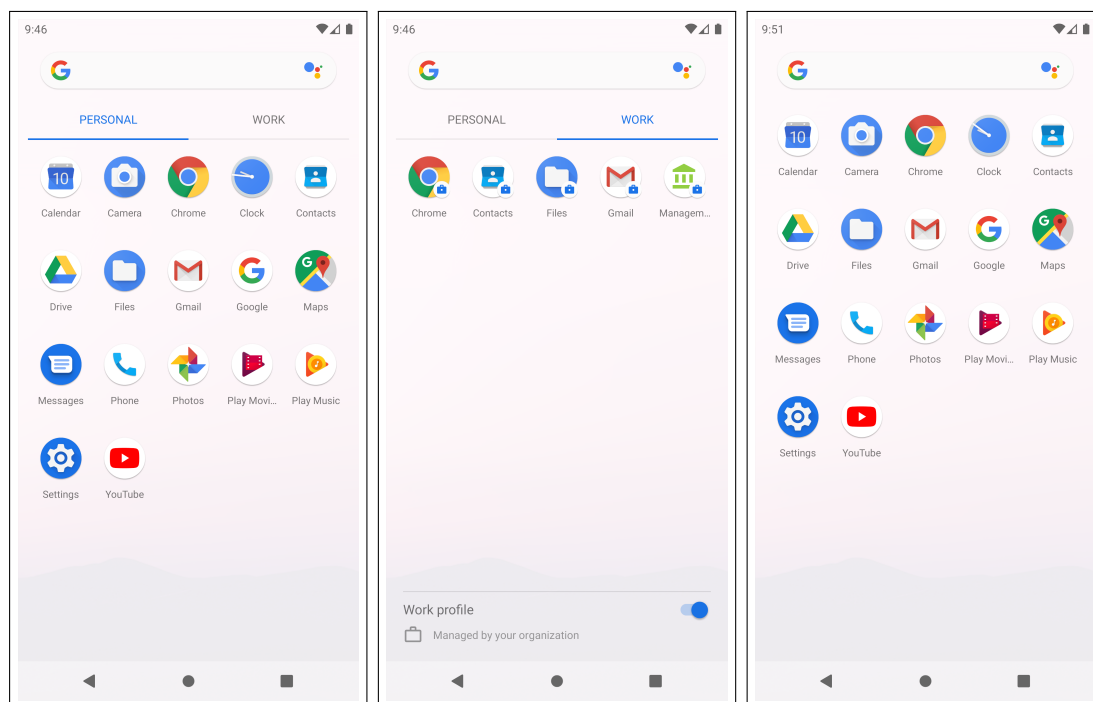 9:46
PERSONAL WORK
10
Calendar Camera Chrome Clock Contacts
G
Drive Files Gmail Google Maps
Messages Phone Photos Play Movi... Play Music
Settings YouTube
9:46
PERSONAL WORK
Chrome Contacts Files Gmail Managem...
Work profile
Managed by your organization
9:51
10
Calendar Camera Chrome Clock Contacts
G
Drive Files Gmail Google Maps
Messages Phone Photos Play Movi... Play Music
Settings YouTube